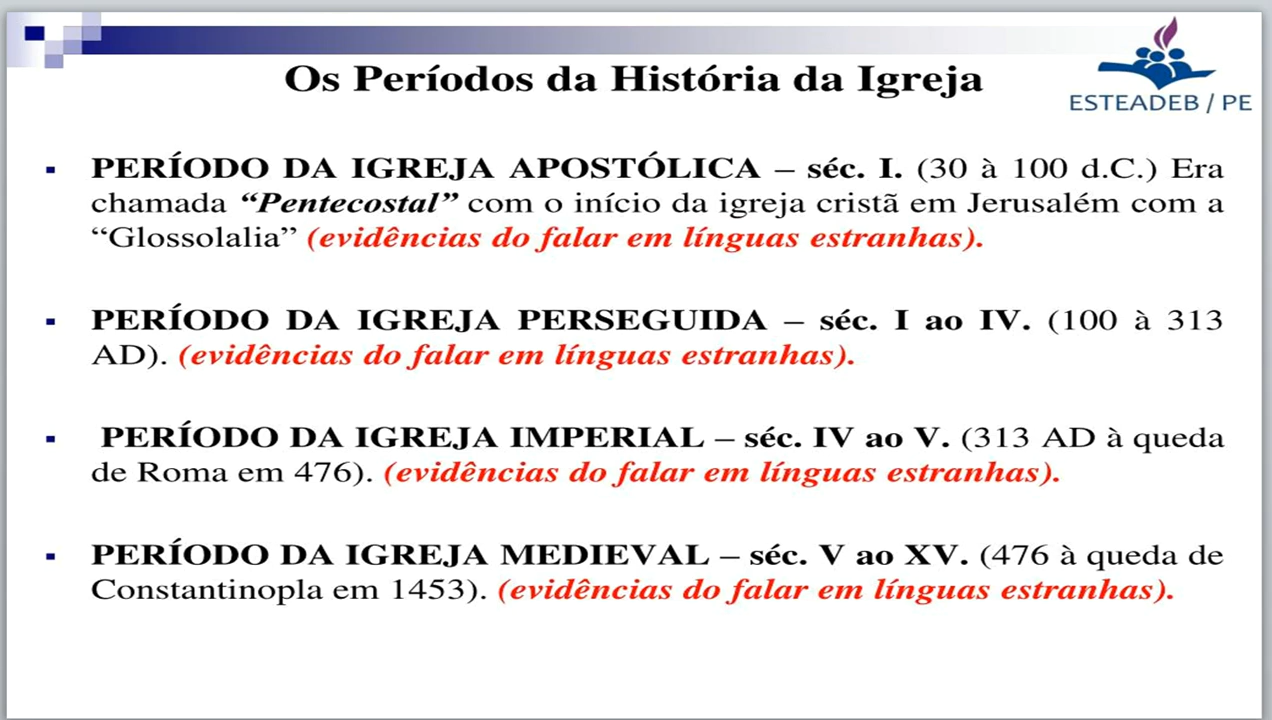 Os Períodos da História da Igreja
ESTEADEB / PE
▪ PERÍODO DA IGREJA APOSTÓLICA – séc. I. (30 à 100 d.C.) Era
chamada “Pentecostal” com o início da igreja cristã em Jerusalém com a
“Glossolalia” (evidências do falar em línguas estranhas).
▪ PERÍODO DA IGREJA PERSEGUIDA – séc. I ao IV. (100 à 313
AD). (evidências do falar em línguas estranhas).
▪ PERÍODO DA IGREJA IMPERIAL – séc. IV ao V. (313 AD à queda
de Roma em 476). (evidências do falar em línguas estranhas).
▪ PERÍODO DA IGREJA MEDIEVAL – séc. V ao XV. (476 à queda de
Constantinopla em 1453). (evidências do falar em línguas estranhas).